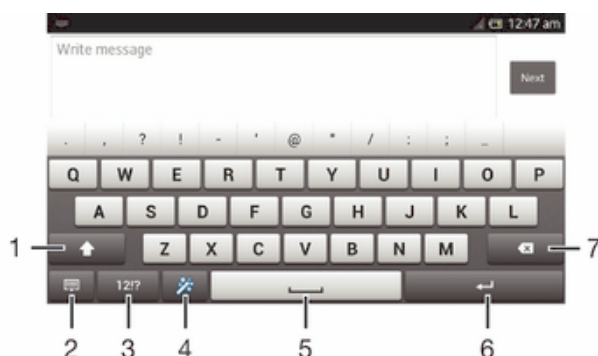 12:47 am
Write message
Next
. , ? ! - ' @ " / : ; _
Q W E R T Y U I O P
A S D F G H J K L
1 Z X C V B N M 7
12!?
2 3 4 5 6